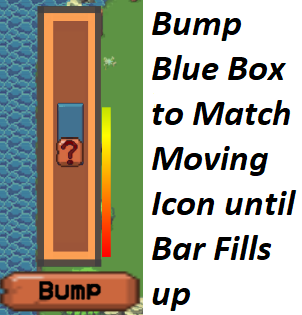 Bump
Blue Box
to Match
Moving
Icon until
Bar Fills
up
?
Bump